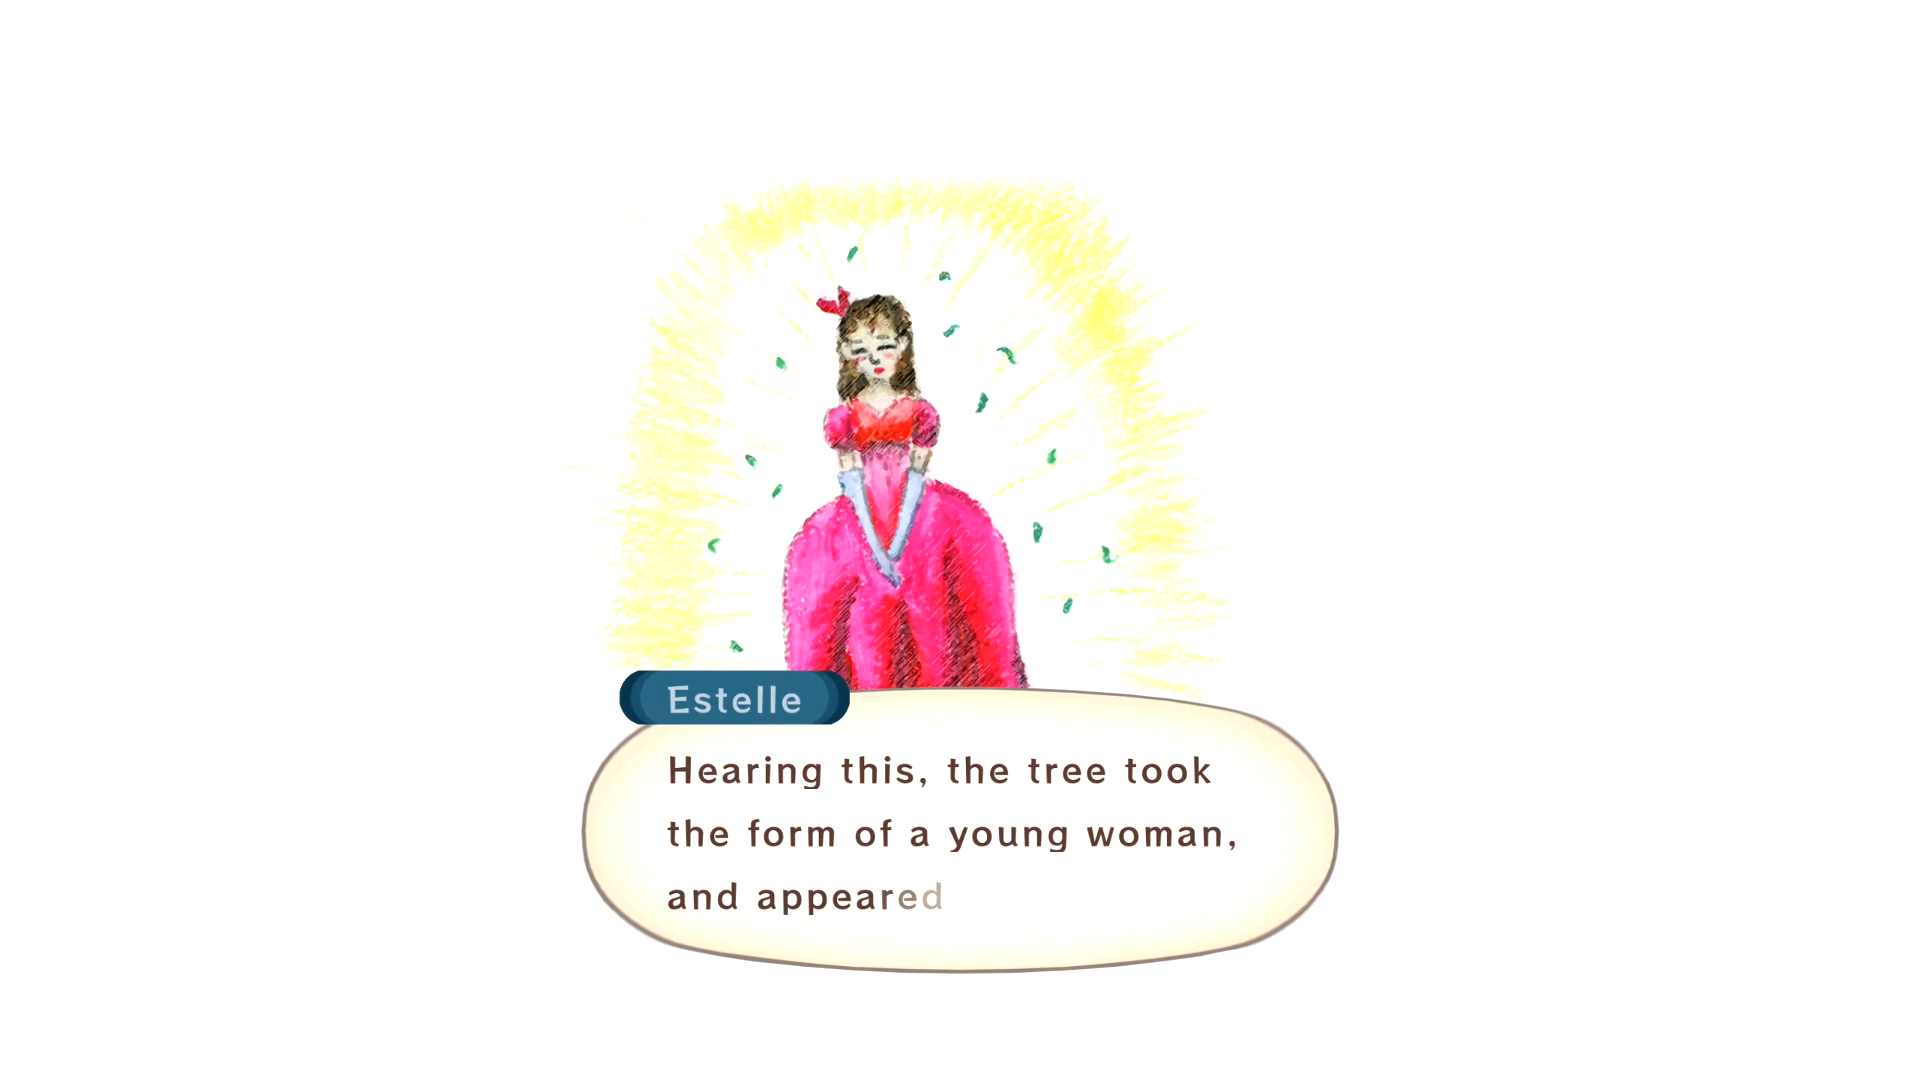 Estelle
Hearing this, the tree took
the form of a young woman,
and appeared